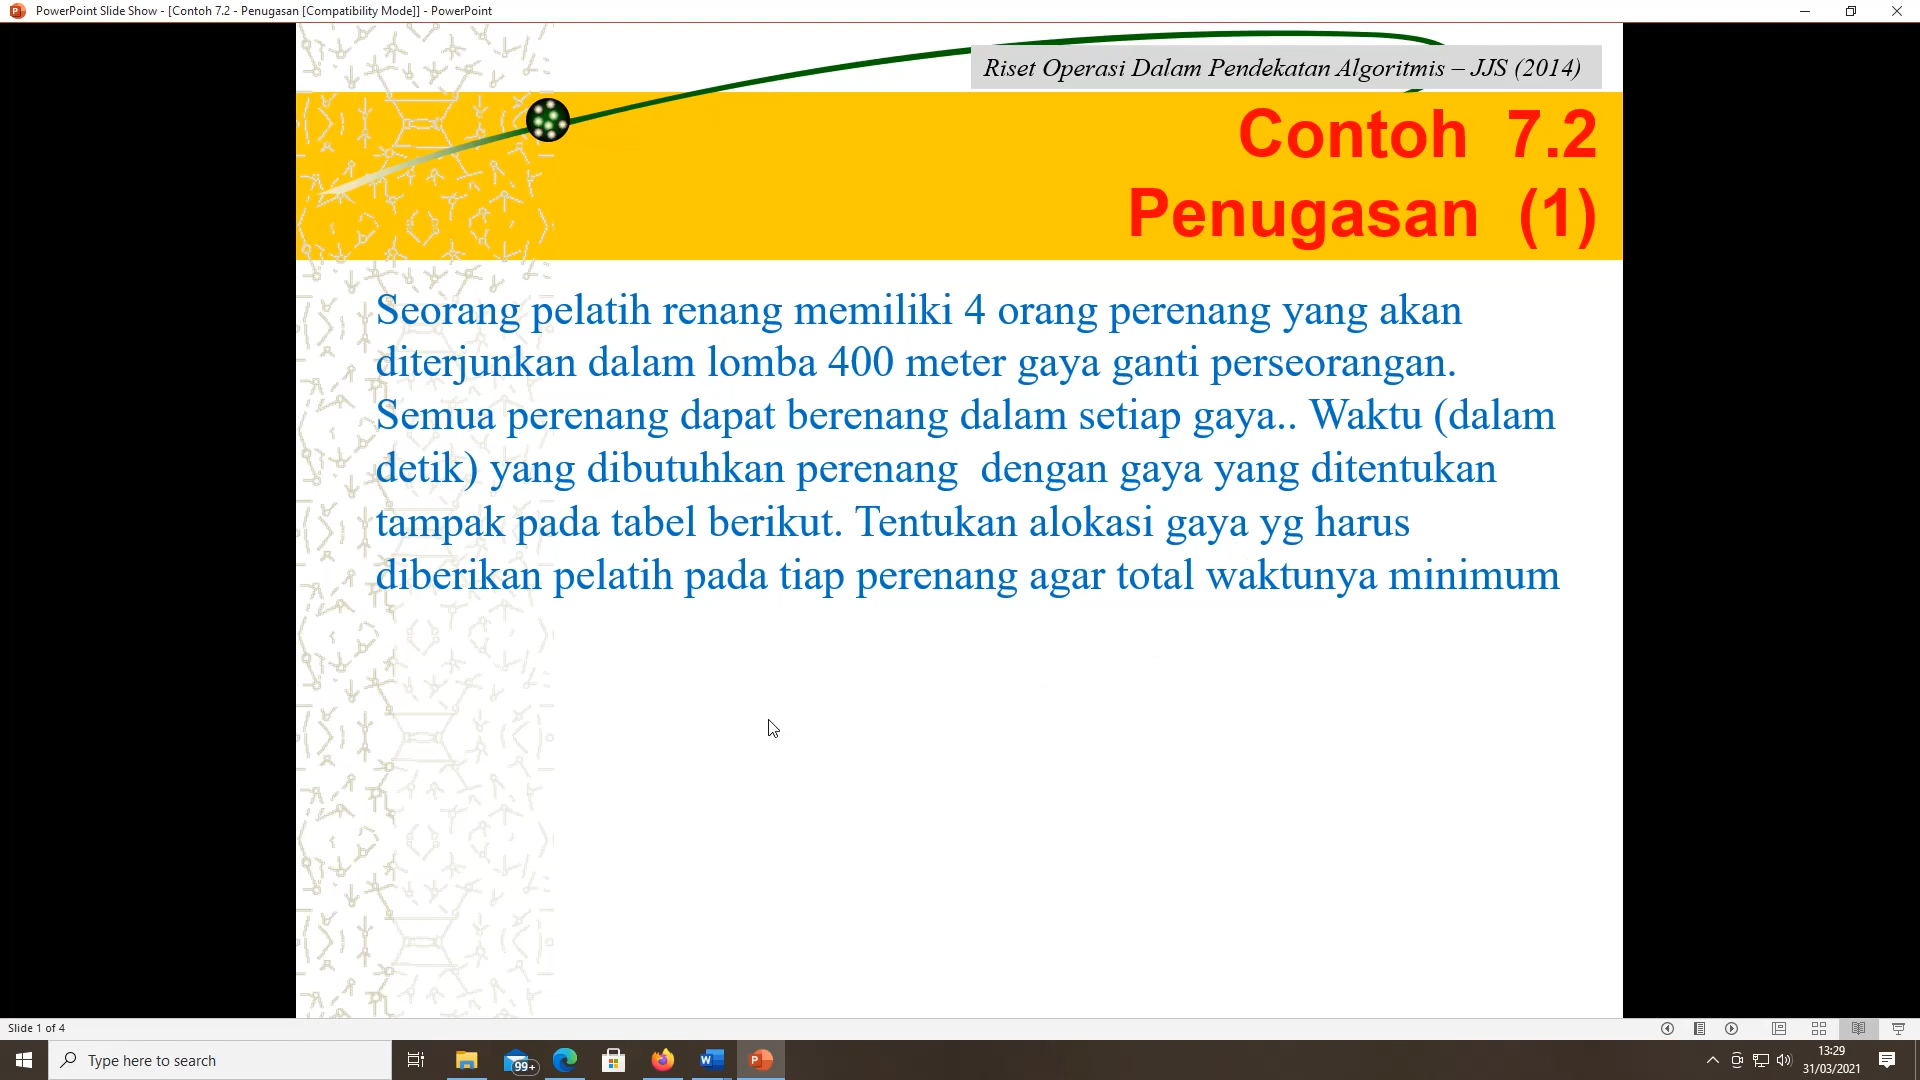 PowerPoint Slide Show - [Contoh 7.2 - Penugasan [Compatibility Mode]] - PowerPoint
Riset Operasi Dalam Pendekatan Algoritmis – JJS (2014)
Contoh 7.2
Penugasan (1)
Seorang pelatih renang memiliki 4 orang perenang yang akan
diterjunkan dalam lomba 400 meter gaya ganti perseorangan.
Semua perenang dapat berenang dalam setiap gaya.. Waktu (dalam
detik) yang dibutuhkan perenang dengan gaya yang ditentukan
tampak pada tabel berikut. Tentukan alokasi gaya yg harus
diberikan pelatih pada tiap perenang agar total waktunya minimum
Slide 1 of 4
Type here to search
99+
13:29
31/03/2021